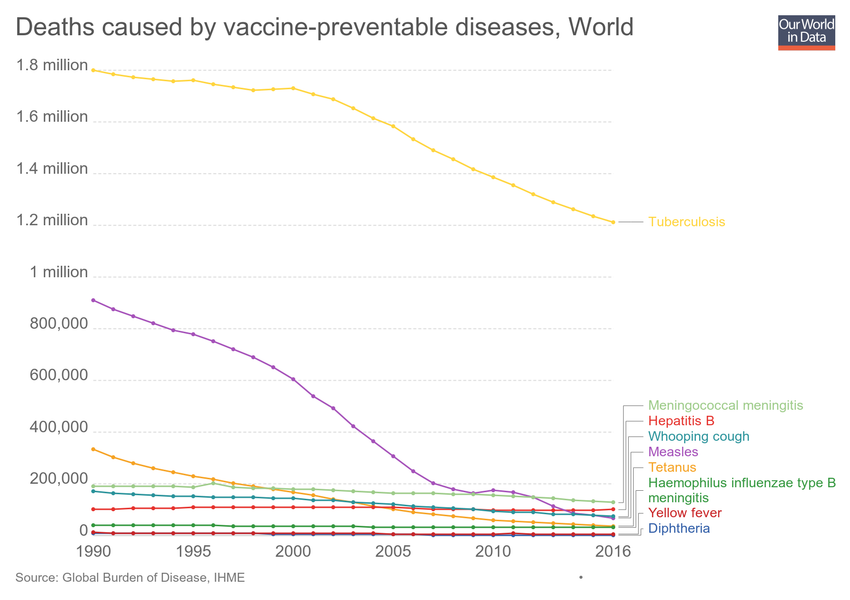 Deaths caused by vaccine-preventable diseases, World
Our World
in Data
1.8 million
1.6 million
1.4 million
1.2 million
1 million
800,000
600,000
400,000
200,000
0
1990
1995
2000
2005
2010
2016
Tuberculosis
Meningococcal meningitis
Hepatitis B
Whooping cough
Measles
Tetanus
Haemophilus influenzae type B
meningitis
Yellow fever
Diphtheria
Source: Global Burden of Disease, IHME